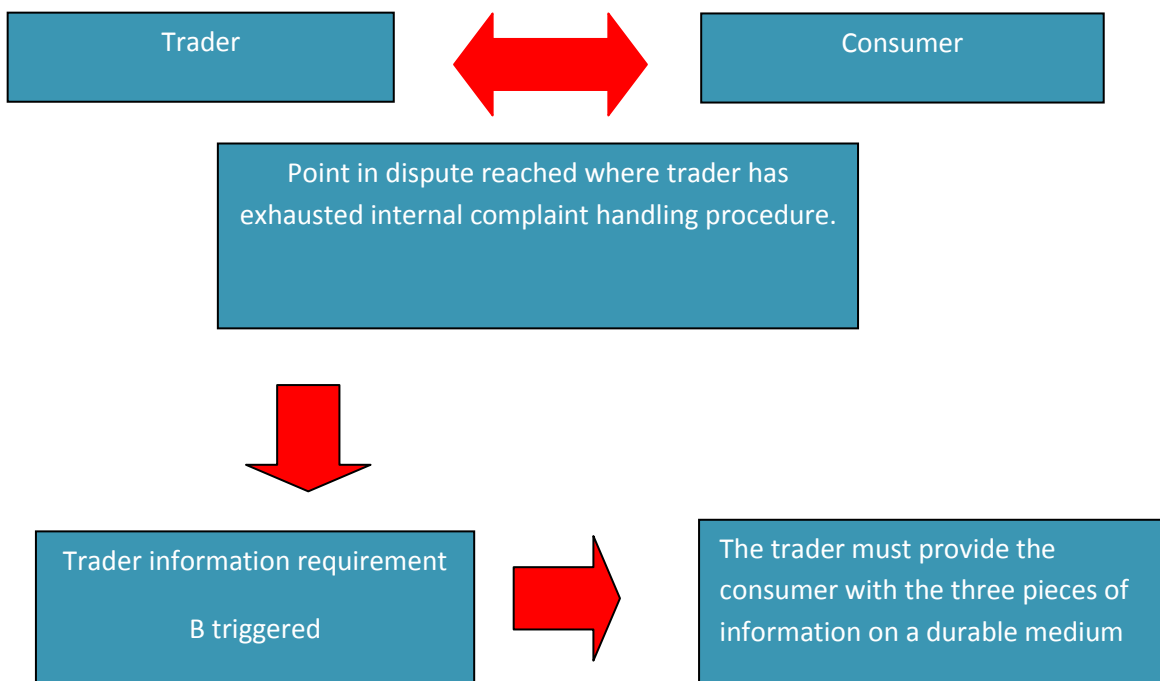 Trader
Consumer
Point in dispute reached where trader has
exhausted internal complaint handling procedure.
Trader information requirement
B triggered
The trader must provide the
consumer with the three pieces of
information on a durable medium